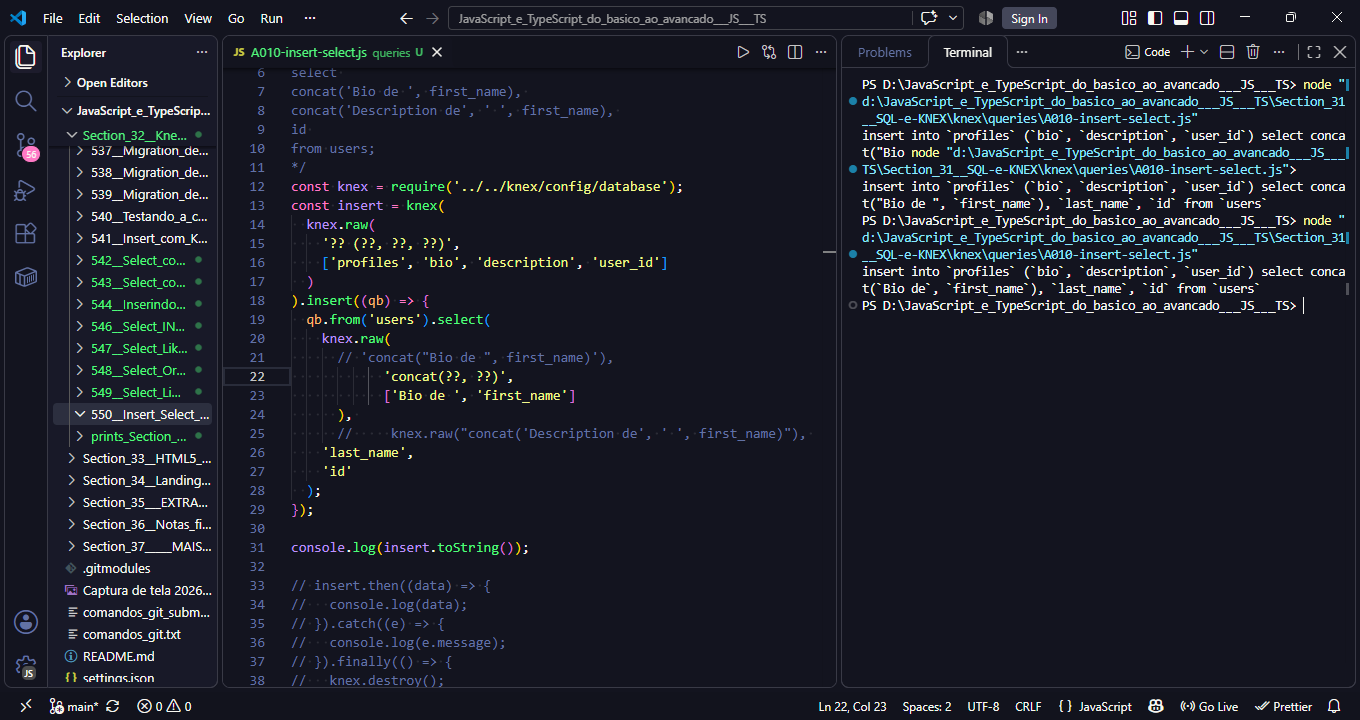 File Edit Selection View Go Run ···
JavaScript_e_TypeScript_do_basico_ao_avancado___JS___TS
Sign In
Explorer ···
Open Editors
JavaScript_e_TypeScrip...
Section_32__Kne...
537__Migration_de...
538__Migration_de...
539__Migration_de...
540__Testando_a_c...
541__Insert_com_K...
542__Select_co...
543__Select_co...
544__Inserindo...
546__Select_IN...
547__Select_Lik...
548__Select_Or...
549__Select_Li...
550__Insert_Select_...
prints_Section_...
Section_33__HTML5_...
Section_34__Landing...
Section_35___EXTRA...
Section_36__Notas_fi...
Section_37_____MAIS...
.gitmodules
Captura de tela 2026...
comandos_git_subm...
comandos_git.txt
README.md
settings.json
56
JS
JS A010-insert-select.js queries U
6 select
7 concat('Bio de ', first_name),
8 concat('Description de', ' ', first_name),
9 id
10 from users;
11 */
12 const knex = require('../../knex/config/database');
13 const insert = knex(
14 knex.raw(
15 '?? (??, ??, ??)',
16 ['profiles', 'bio', 'description', 'user_id']
17 )
18 ).insert((qb) => {
19 qb.from('users').select(
20 knex.raw(
21 // 'concat("Bio de ", first_name)'),
22 'concat(??, ??)',
23 ['Bio de ', 'first_name']
24 ),
25 // knex.raw("concat('Description de', ' ', first_name)"),
26 'last_name',
27 'id'
28 );
29 });
30
31 console.log(insert.toString());
32
33 // insert.then((data) => {
34 // console.log(data);
35 // }).catch((e) => {
36 // console.log(e.message);
37 // }).finally(() => {
38 // knex.destroy();
Problems Terminal ···
Code
PS D:\JavaScript_e_TypeScript_do_basico_ao_avancado___JS___TS> node "
d:\JavaScript_e_TypeScript_do_basico_ao_avancado___JS___TS\Section_31
__SQL-e-KNEX\knex\queries\A010-insert-select.js"
insert into `profiles` (`bio`, `description`, `user_id`) select conca
t("Bio node "d:\JavaScript_e_TypeScript_do_basico_ao_avancado___JS___
TS\Section_31__SQL-e-KNEX\knex\queries\A010-insert-select.js">
insert into `profiles` (`bio`, `description`, `user_id`) select conca
t("Bio de ", `first_name`), `last_name`, `id` from `users`
PS D:\JavaScript_e_TypeScript_do_basico_ao_avancado___JS___TS> node "
d:\JavaScript_e_TypeScript_do_basico_ao_avancado___JS___TS\Section_31
__SQL-e-KNEX\knex\queries\A010-insert-select.js"
insert into `profiles` (`bio`, `description`, `user_id`) select conca
t(`Bio de`, `first_name`), `last_name`, `id` from `users`
PS D:\JavaScript_e_TypeScript_do_basico_ao_avancado___JS___TS>
main* 0 0 Ln 22, Col 23 Spaces: 2 UTF-8 CRLF { } JavaScript Go Live Prettier